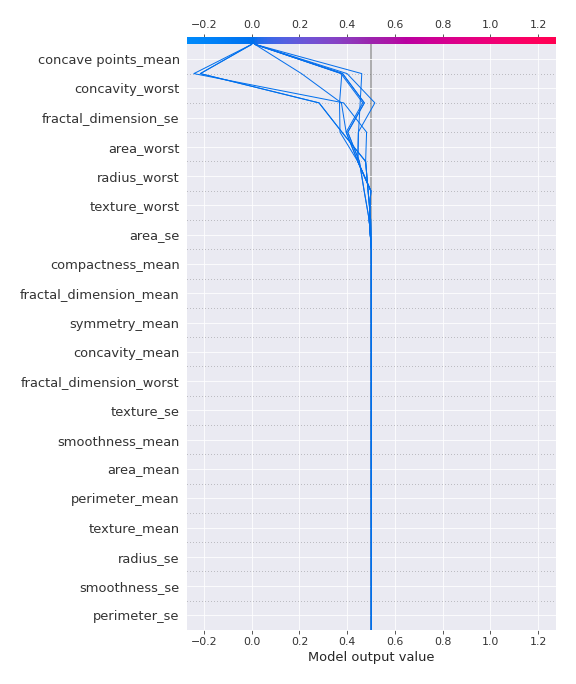 −0.2 0.0 0.2 0.4 0.6 0.8 1.0 1.2
concave points_mean
concavity_worst
fractal_dimension_se
area_worst
radius_worst
texture_worst
area_se
compactness_mean
fractal_dimension_mean
symmetry_mean
concavity_mean
fractal_dimension_worst
texture_se
smoothness_mean
area_mean
perimeter_mean
texture_mean
radius_se
smoothness_se
perimeter_se
−0.2 0.0 0.2 0.4 0.6 0.8 1.0 1.2
Model output value